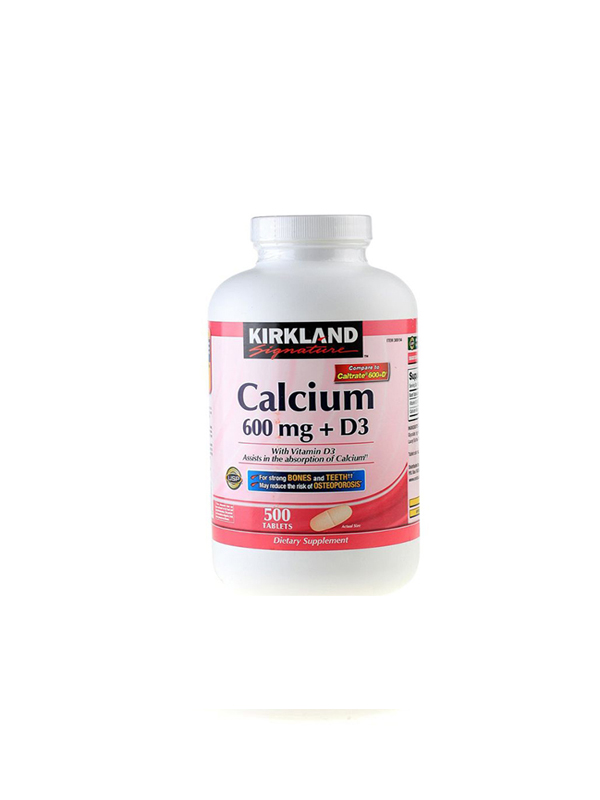 KIRKLAND
Signature™
Compare to
Caltrate® 600+D
Calcium
600 mg + D3
With Vitamin D3
Assists in the absorption of Calcium††
USP
For strong BONES and TEETH††
May reduce the risk of OSTEOPOROSIS*
500
TABLETS
Actual Size
Dietary Supplement